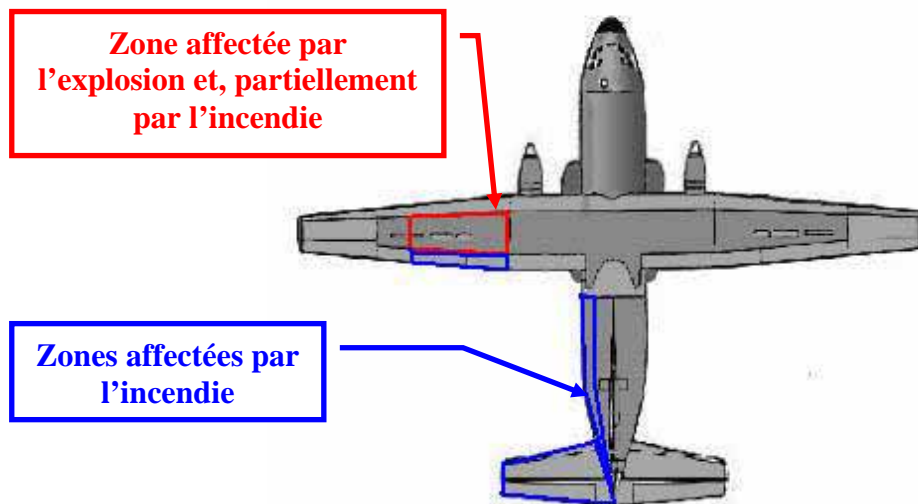 Zone affectée par
l’explosion et, partiellement
par l’incendie
Zones affectées par
l’incendie